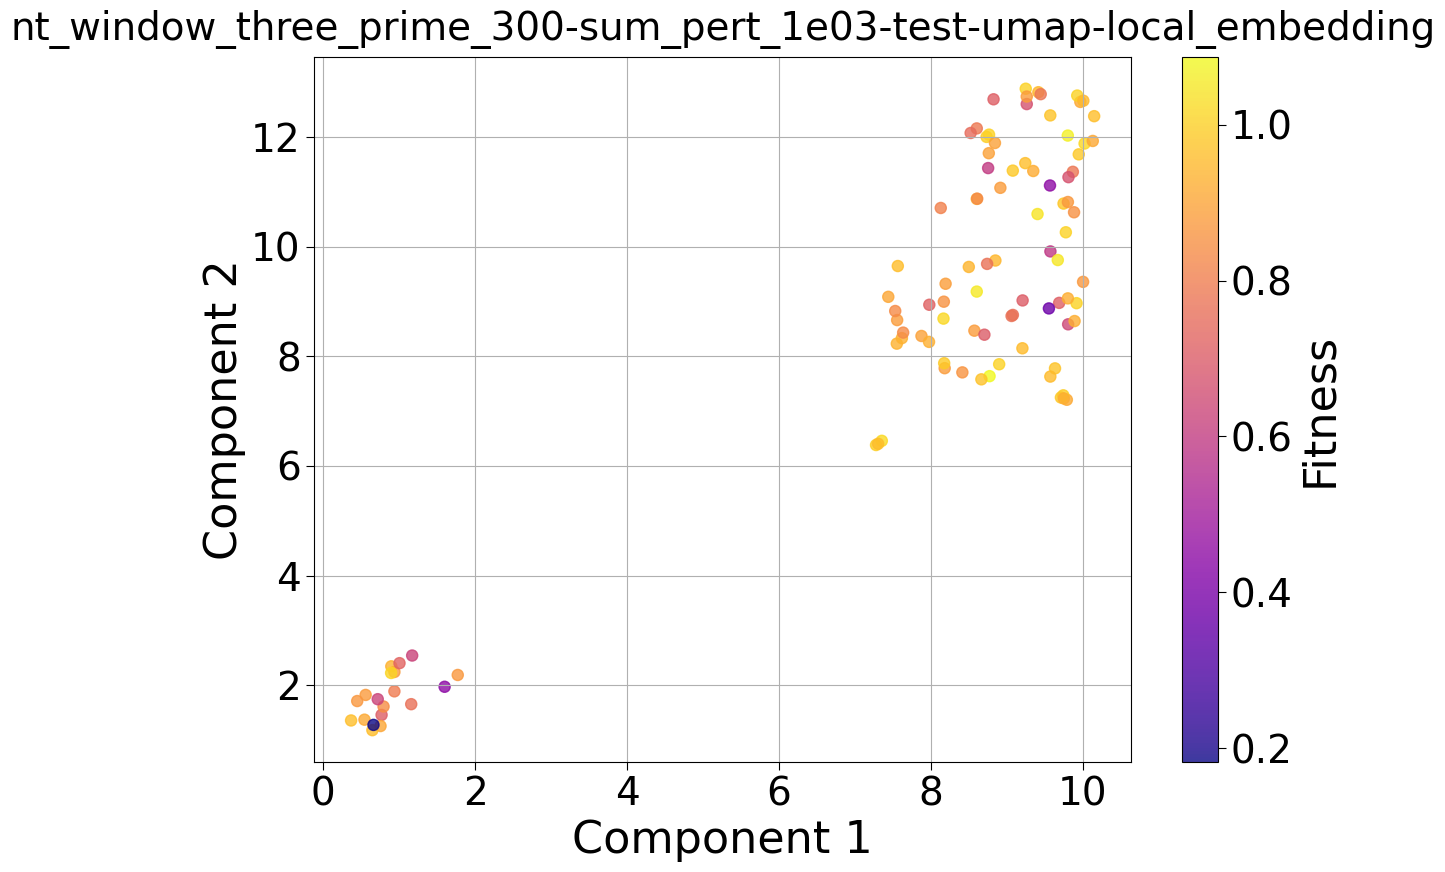 nt_window_three_prime_300-sum_pert_1e03-test-umap-local_embedding
Component 2
12
10
8
6
4
2
0 2 4 6 8 10
Component 1
1.0
0.8
0.6
0.4
0.2
Fitness